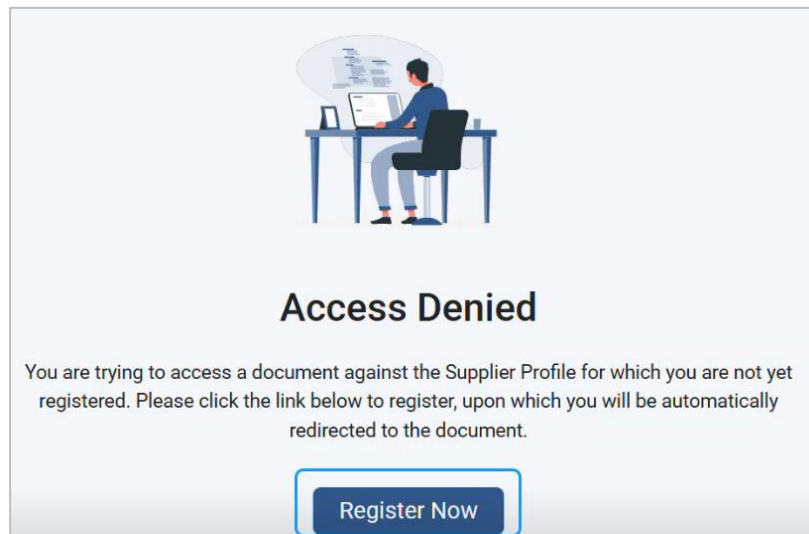 Access Denied
You are trying to access a document against the Supplier Profile for which you are not yet
registered. Please click the link below to register, upon which you will be automatically
redirected to the document.
Register Now